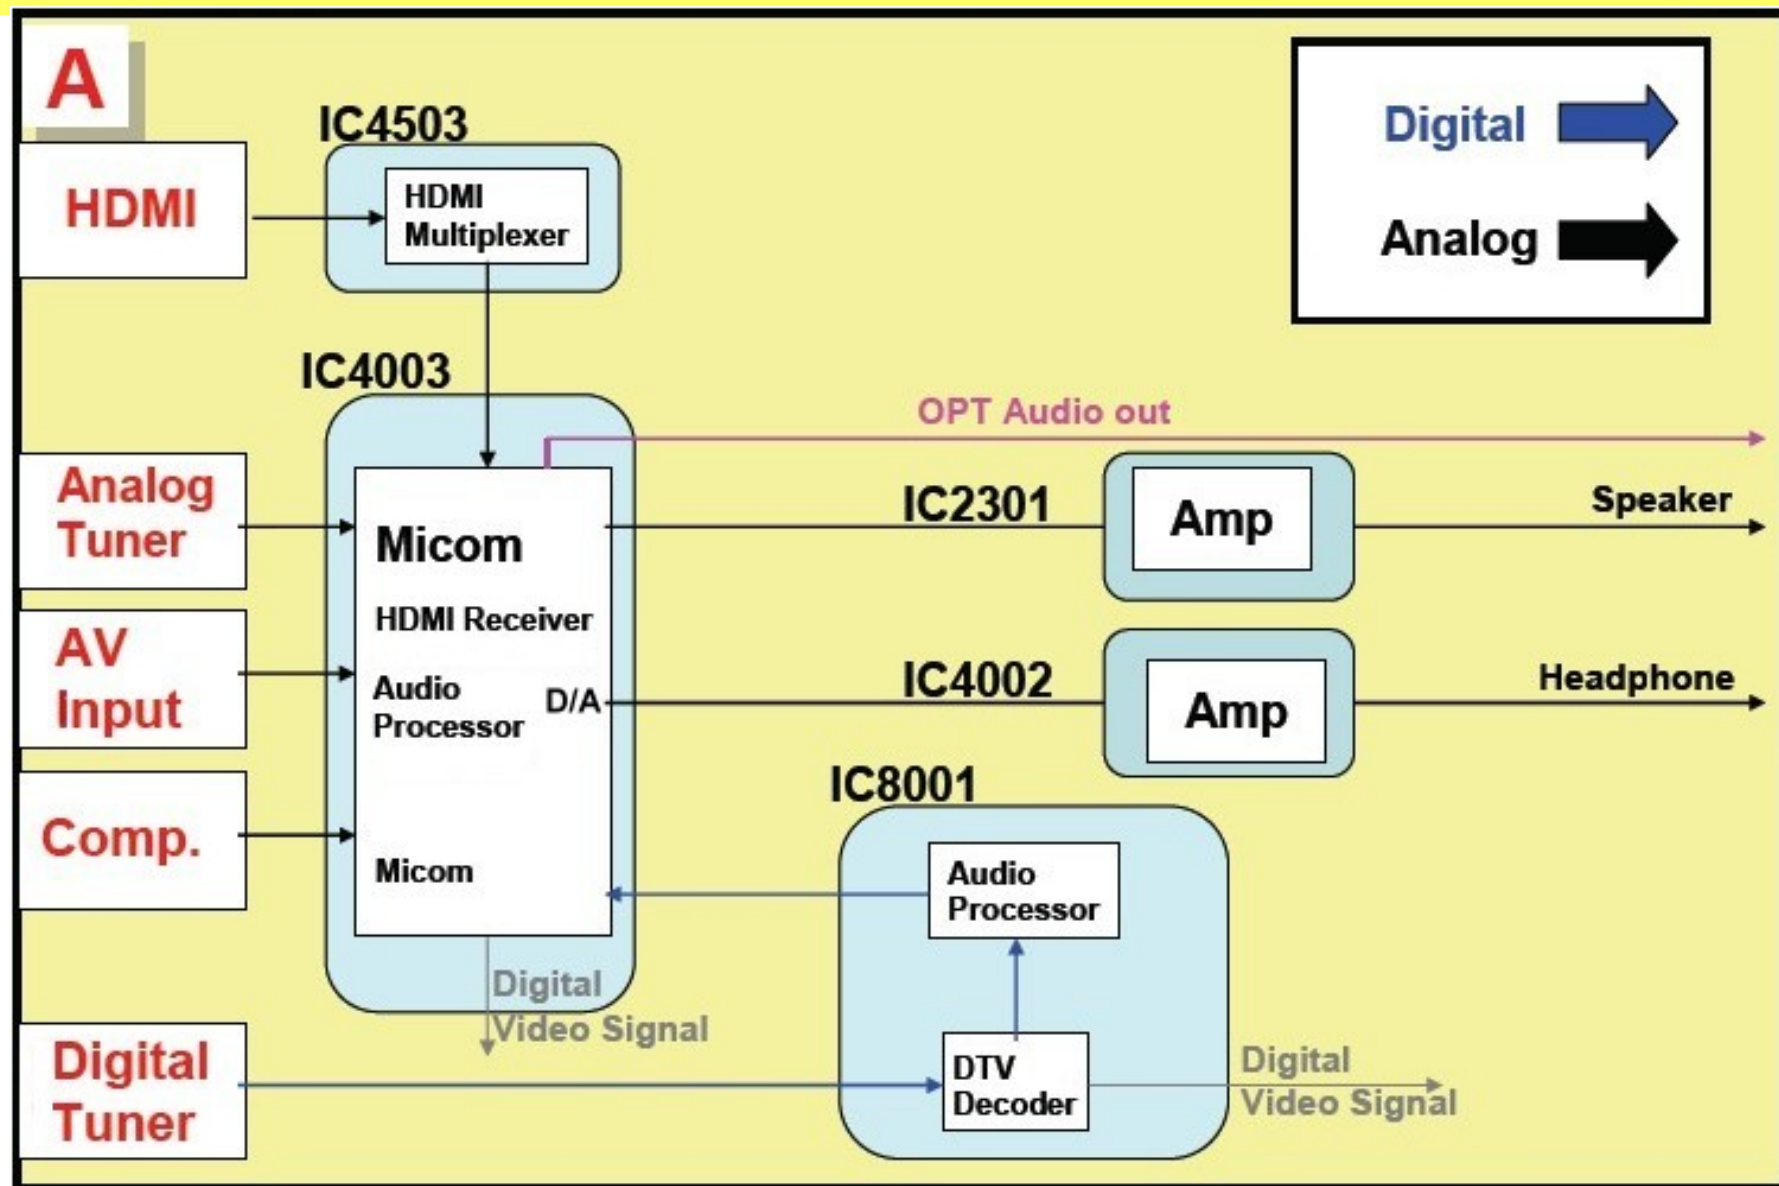 A
IC4503
HDMI
HDMI
Multiplexer
Digital
Analog
IC4003
OPT Audio out
Analog
Tuner
Micom
HDMI Receiver
Audio
Processor
D/A
Micom
IC2301
Amp
Speaker
AV
Input
IC4002
Amp
Headphone
Comp.
IC8001
Audio
Processor
Digital
Video Signal
Digital
Tuner
DTV
Decoder
Digital
Video Signal